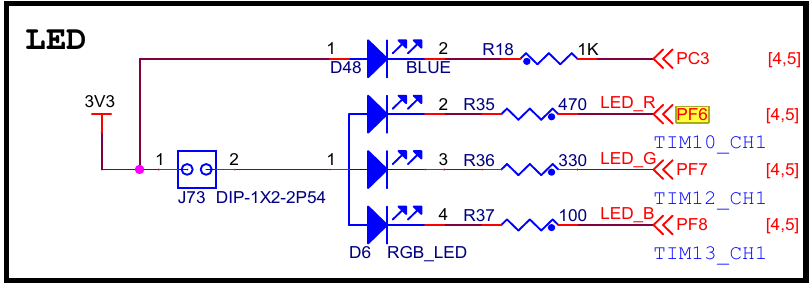 LED
1 2 R18 1K PC3 [4,5]
D48 BLUE
3V3 2 R35 470 LED_R PF6 [4,5]
TIM10_CH1
1 2 1 3 R36 330 LED_G PF7 [4,5]
J73 DIP-1X2-2P54 TIM12_CH1
4 R37 100 LED_B PF8 [4,5]
D6 RGB_LED TIM13_CH1